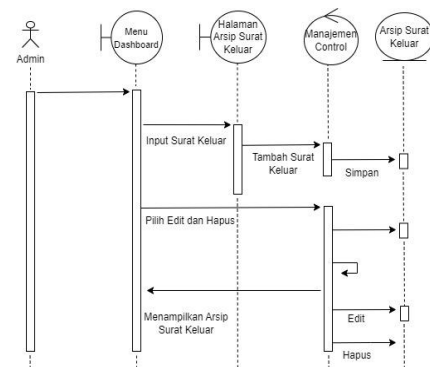 Admin
Menu
Dashboard
Halaman
Arsip Surat
Keluar
Manajemen
Control
Arsip Surat
Keluar
Input Surat Keluar
Tambah Surat
Keluar
Simpan
Pilih Edit dan Hapus
Menampilkan Arsip
Surat Keluar
Edit
Hapus